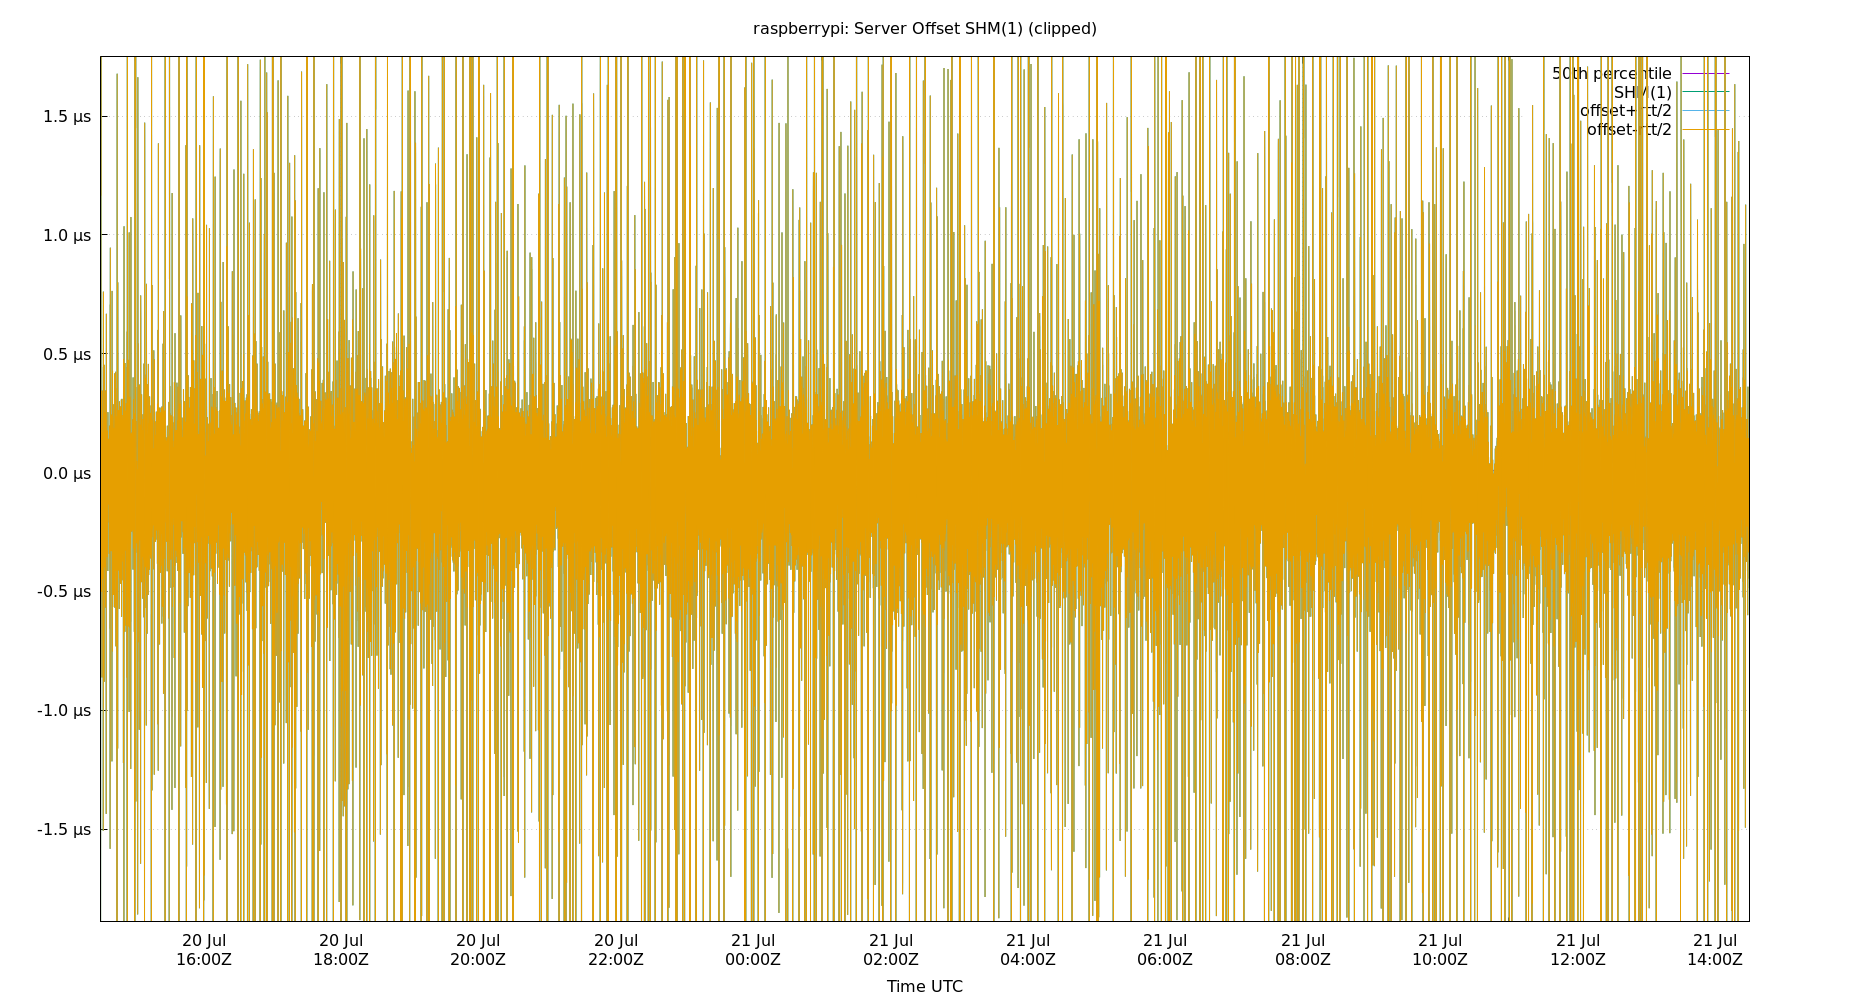 raspberrypi: Server Offset SHM(1) (clipped)
50th percentile
SHM(1)
offset+rtt/2
offset-rtt/2
1.5 µs
1.0 µs
0.5 µs
0.0 µs
-0.5 µs
-1.0 µs
-1.5 µs
20 Jul 20 Jul 20 Jul 20 Jul 21 Jul 21 Jul 21 Jul 21 Jul 21 Jul 21 Jul 21 Jul 21 Jul
16:00Z 18:00Z 20:00Z 22:00Z 00:00Z 02:00Z 04:00Z 06:00Z 08:00Z 10:00Z 12:00Z 14:00Z
Time UTC